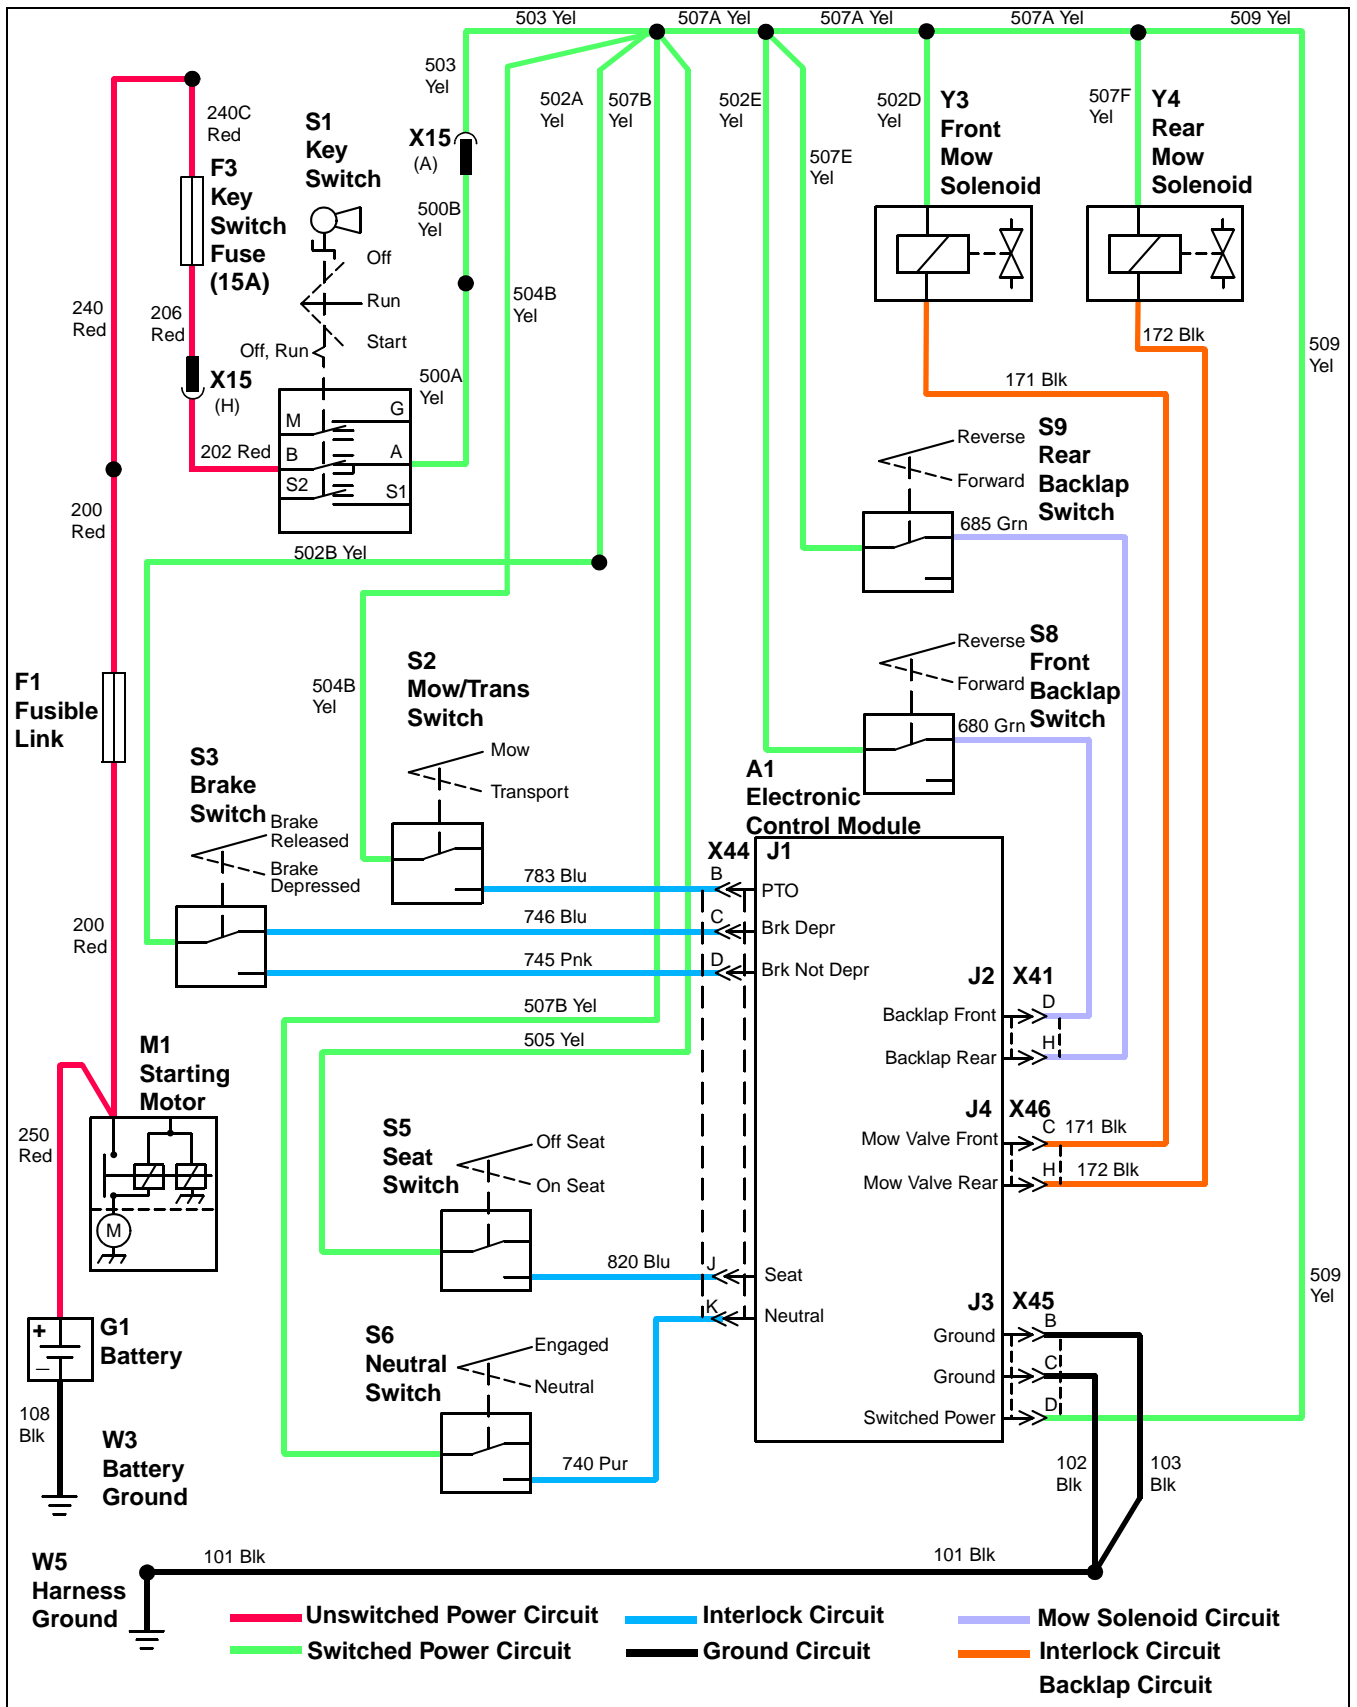 503 Yel
507A Yel
507A Yel
507A Yel
509 Yel
503
Yel
502A
Yel
507B
Yel
502E
Yel
502D
Yel
507F
Yel
240C
Red
S1
Key
Switch
X15
(A)
507E
Yel
Y3
Front
Mow
Solenoid
Y4
Rear
Mow
Solenoid
F3
Key
Switch
Fuse
(15A)
500B
Yel
Off
Run
Start
Off, Run
504B
Yel
240
Red
206
Red
X15
(H)
500A
Yel
172 Blk
171 Blk
509
Yel
M
G
B
A
S2
S1
202 Red
Reverse
Forward
S9
Rear
Backlap
Switch
685 Grn
200
Red
502B Yel
Reverse
Forward
S8
Front
Backlap
Switch
680 Grn
F1
Fusible
Link
504B
Yel
S2
Mow/Trans
Switch
Mow
Transport
S3
Brake
Switch
Brake
Released
Brake
Depressed
A1
Electronic
Control Module
X44
J1
783 Blu
B
PTO
746 Blu
C
Brk Depr
745 Pnk
D
Brk Not Depr
200
Red
507B Yel
505 Yel
J2
X41
Backlap Front
D
Backlap Rear
H
M1
Starting
Motor
M
250
Red
J4
X46
Mow Valve Front
C
171 Blk
Mow Valve Rear
H
172 Blk
S5
Seat
Switch
Off Seat
On Seat
820 Blu
J
Seat
K
Neutral
509
Yel
J3
X45
Ground
B
Ground
C
Switched Power
D
+
–
G1
Battery
S6
Neutral
Switch
Engaged
Neutral
740 Pur
108
Blk
W3
Battery
Ground
102
Blk
103
Blk
W5
Harness
Ground
101 Blk
101 Blk
Unswitched Power Circuit
Interlock Circuit
Mow Solenoid Circuit
Switched Power Circuit
Ground Circuit
Interlock Circuit
Backlap Circuit